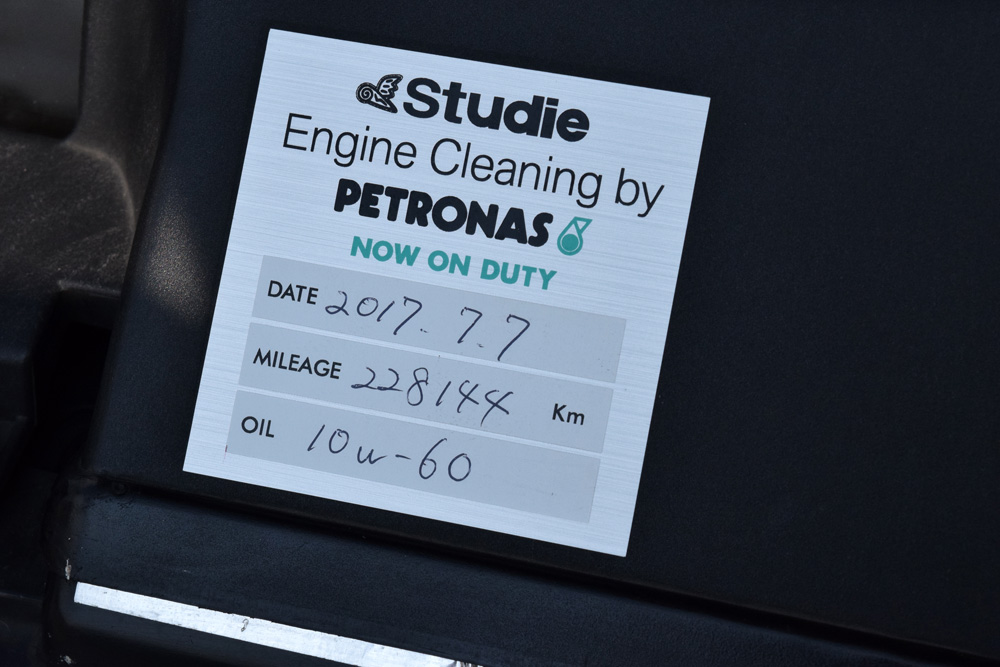 Studie
Engine Cleaning by
PETRONAS
NOW ON DUTY
DATE 2017. 7.7
MILEAGE 228144 Km
OIL 10w-60